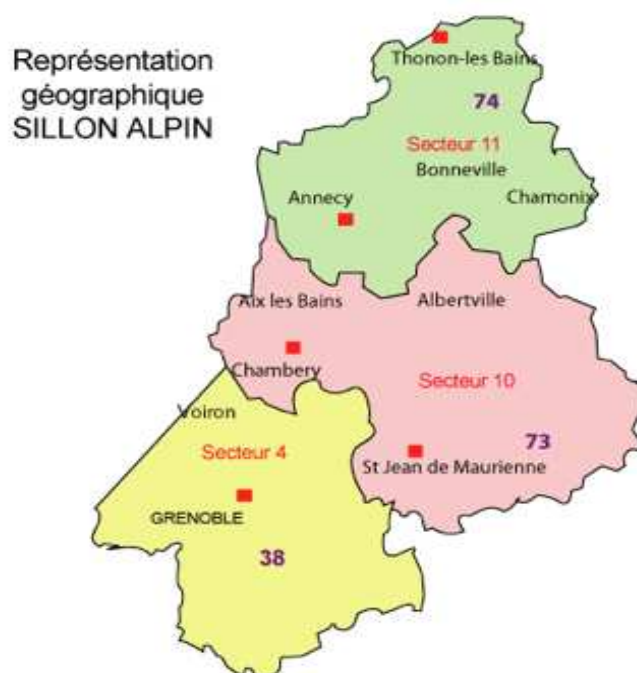 Représentation
géographique
SILLON ALPIN
Thonon-les Bains
74
Secteur 11
Bonneville
Annecy
Chamonix
Aix les Bains
Albertville
Chambery
Secteur 10
Voiron
73
Secteur 4
St Jean de Maurienne
GRENOBLE
38